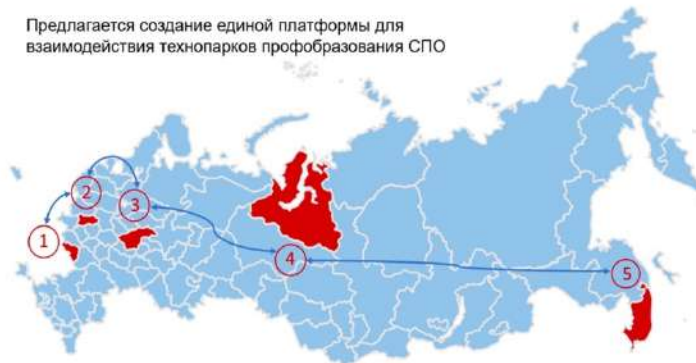 Предлагается создание единой платформы для
взаимодействия технопарков профобразования СПО
2
3
1
4
5